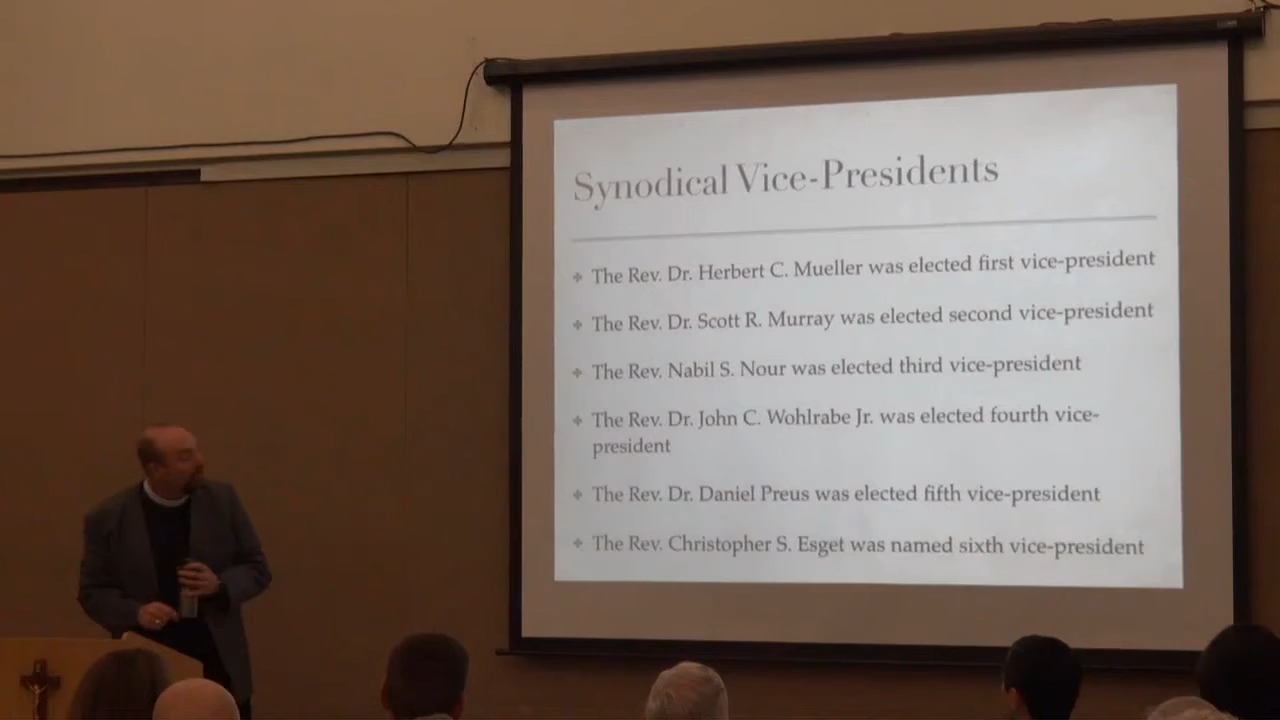 Synodical Vice-Presidents
The Rev. Dr. Herbert C. Mueller was elected first vice-president
The Rev. Dr. Scott R. Murray was elected second vice-president
The Rev. Nabil S. Nour was elected third vice-president
The Rev. Dr. John C. Wohlrabe Jr. was elected fourth vice-
president
The Rev. Dr. Daniel Preus was elected fifth vice-president
The Rev. Christopher S. Esget was named sixth vice-president